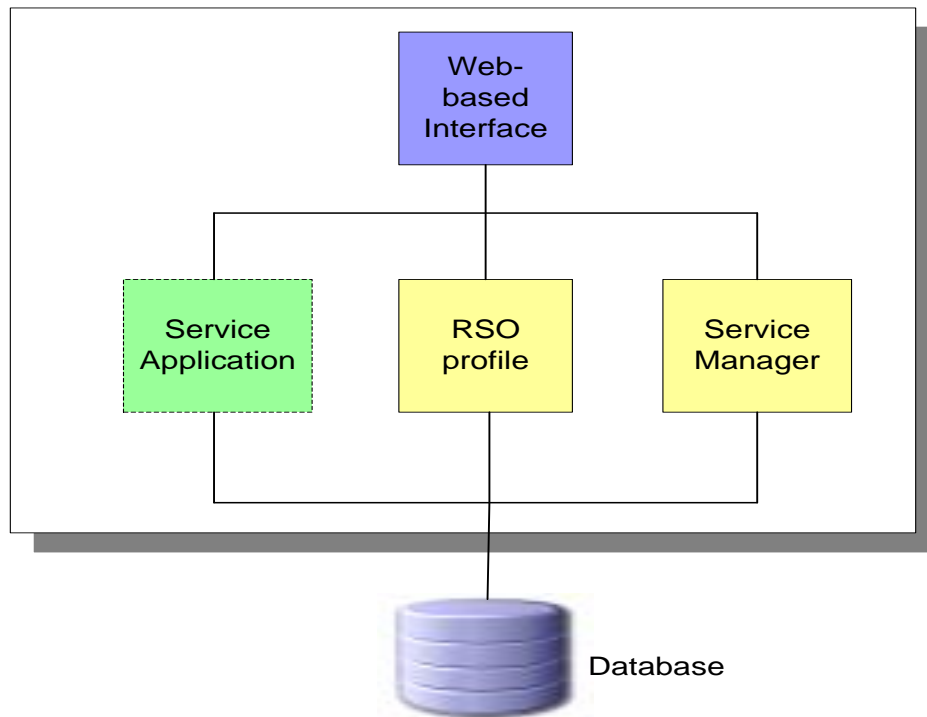 Web-
based
Interface
Service
Application
RSO
profile
Service
Manager
Database